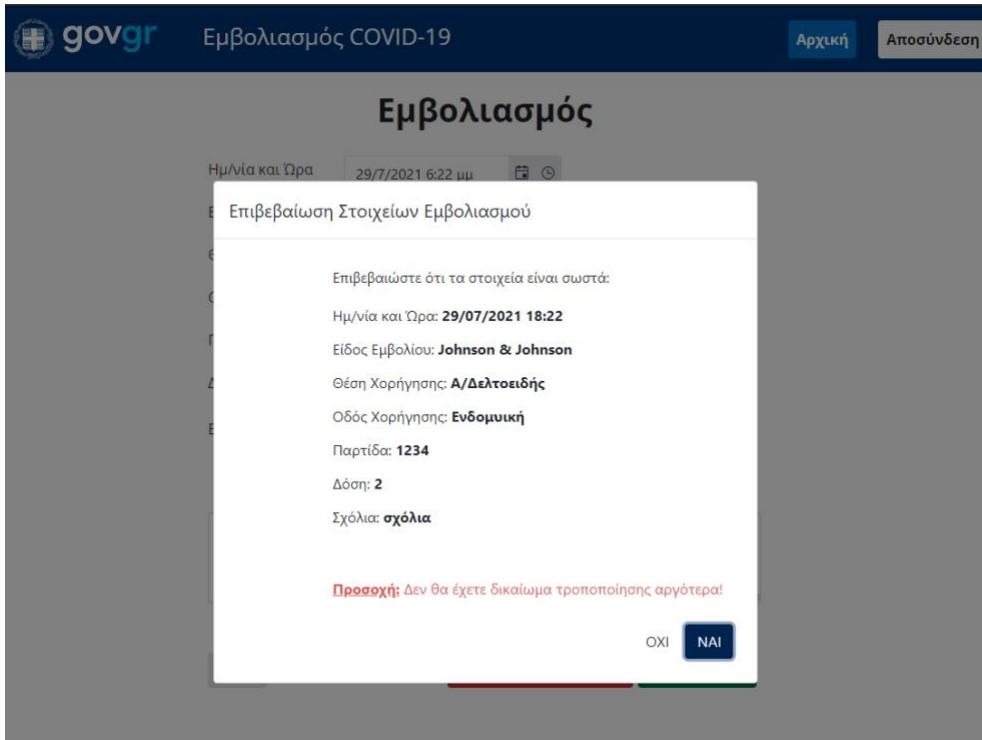 govgr Εμβολιασμός COVID-19 Αρχική Αποσύνδεση
Εμβολιασμός
Ημ/νία και Ώρα 29/7/2021 6:22 μμ
Επιβεβαίωση Στοιχείων Εμβολιασμού
Επιβεβαιώστε ότι τα στοιχεία είναι σωστά:
Ημ/νία και Ώρα: 29/07/2021 18:22
Είδος Εμβολίου: Johnson & Johnson
Θέση Χορήγησης: Α/Δελτοειδής
Οδός Χορήγησης: Ενδομυική
Παρτίδα: 1234
Δόση: 2
Σχόλια: σχόλια
Προσοχή: Δεν θα έχετε δικαίωμα τροποποίησης αργότερα!
ΟΧΙ ΝΑΙ